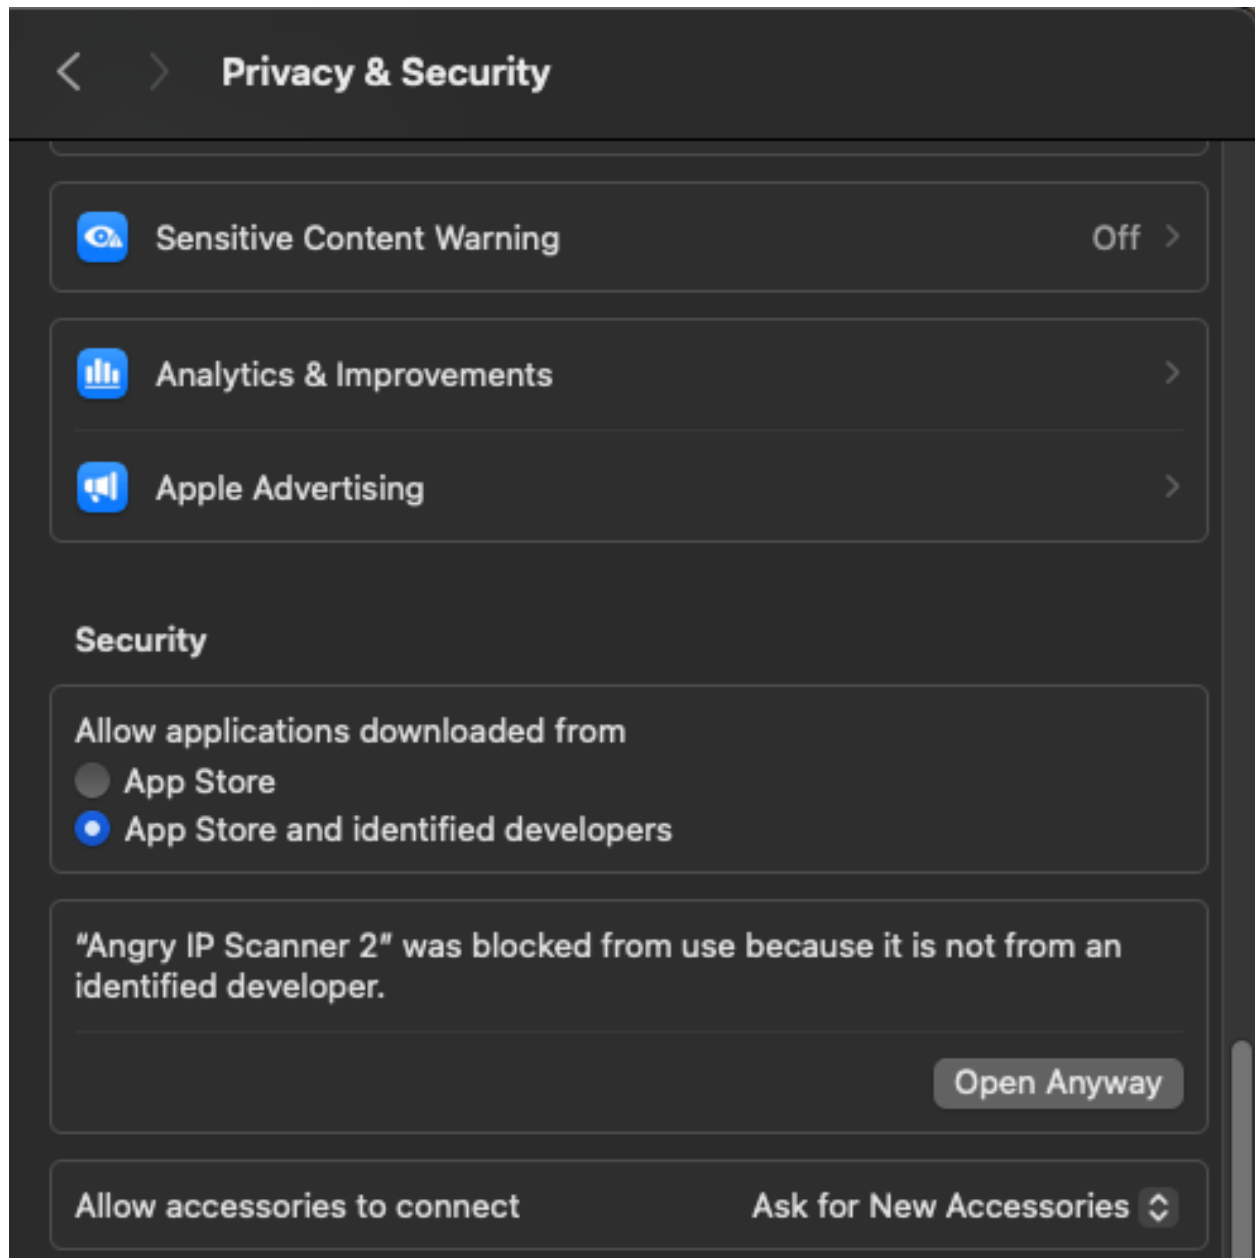 Privacy & Security
Sensitive Content Warning
Off
Analytics & Improvements
Apple Advertising
Security
Allow applications downloaded from
App Store
App Store and identified developers
“Angry IP Scanner 2” was blocked from use because it is not from an
identified developer.
Open Anyway
Allow accessories to connect
Ask for New Accessories